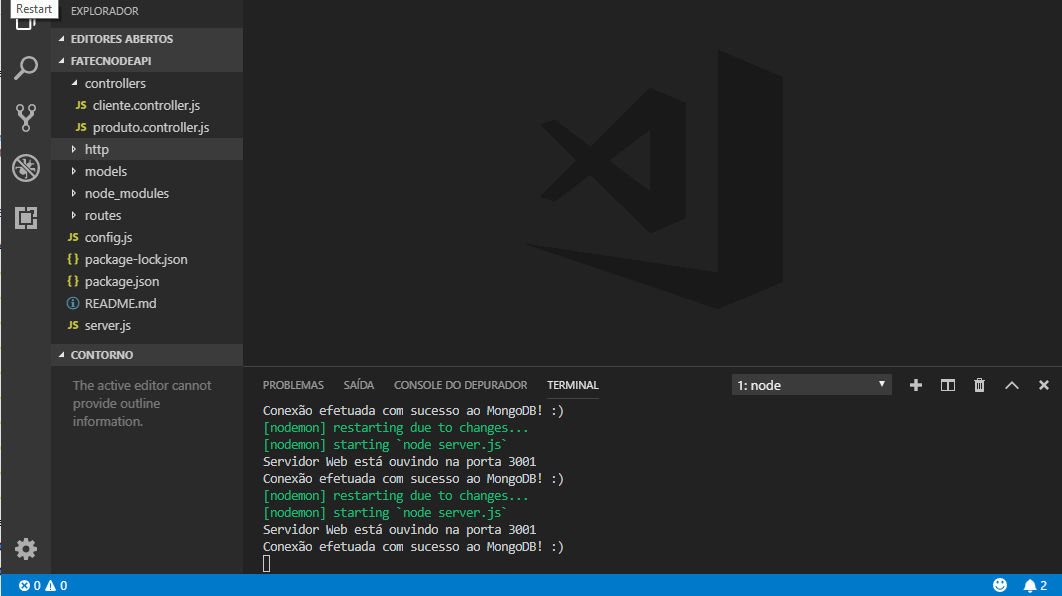 Restart
EXPLORADOR
EDITORES ABERTOS
FATECNODEAPI
controllers
JS cliente.controller.js
JS produto.controller.js
http
models
node_modules
routes
JS config.js
{ } package-lock.json
{ } package.json
README.md
JS server.js
CONTORNO
The active editor cannot
provide outline
information.
PROBLEMAS SAÍDA CONSOLE DO DEPURADOR TERMINAL 1: node
Conexão efetuada com sucesso ao MongoDB! :)
[nodemon] restarting due to changes...
[nodemon] starting `node server.js`
Servidor Web está ouvindo na porta 3001
Conexão efetuada com sucesso ao MongoDB! :)
[nodemon] restarting due to changes...
[nodemon] starting `node server.js`
Servidor Web está ouvindo na porta 3001
Conexão efetuada com sucesso ao MongoDB! :)
0 0 2